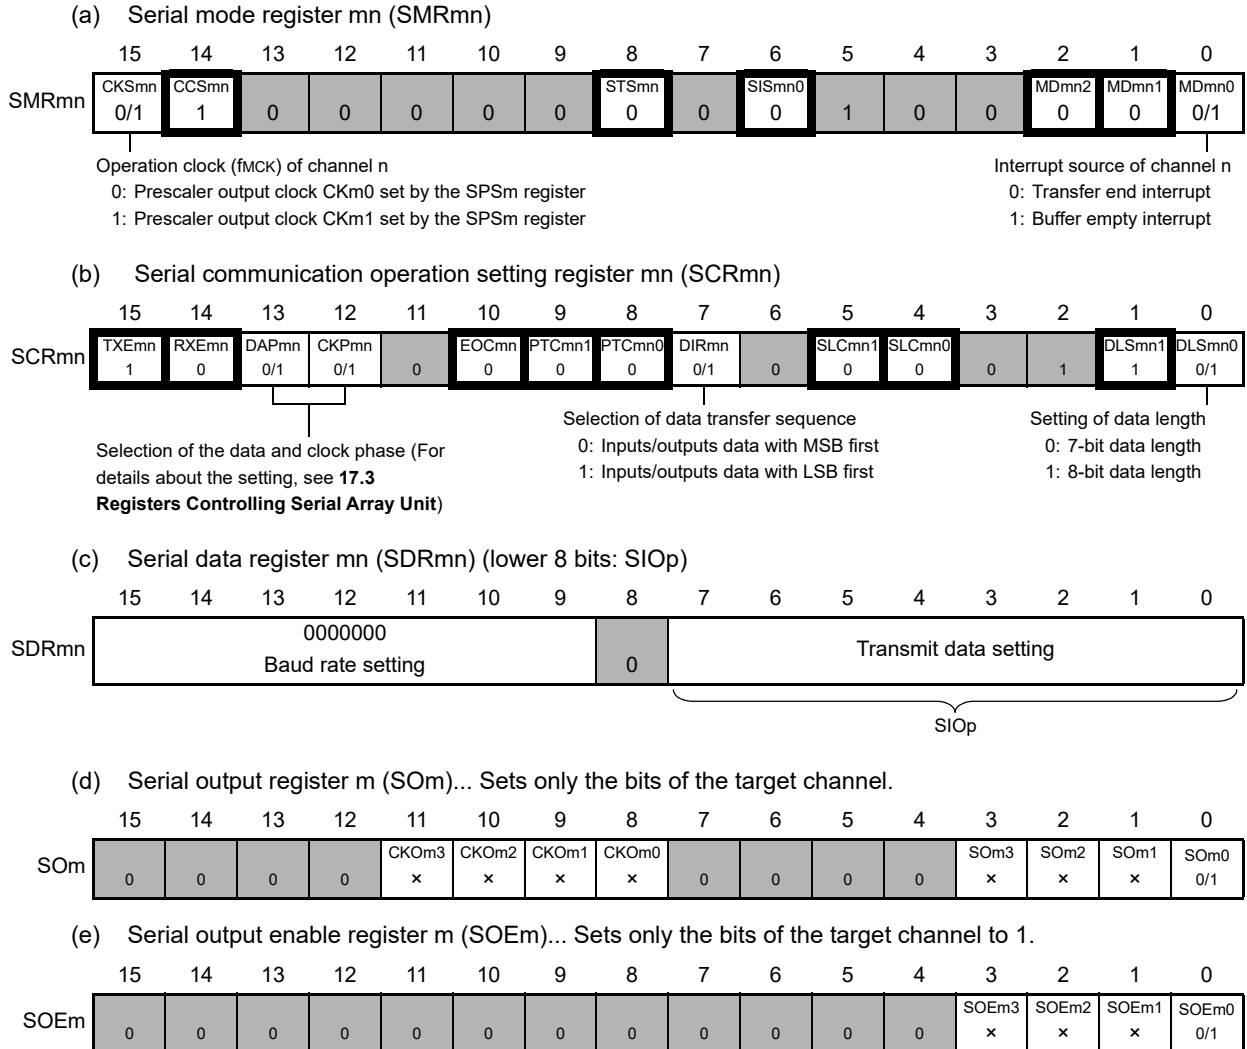 (a) Serial mode register mn (SMRmn)
15 14 13 12 11 10 9 8 7 6 5 4 3 2 1 0
CKSmn CCSmn STSmn SISmn0 MDmn2 MDmn1 MDmn0
SMRmn 0/1 1 0 0 0 0 0 0 0 0 1 0 0 0 0 0/1
Operation clock (fMCK) of channel n
0: Prescaler output clock CKm0 set by the SPSm register
1: Prescaler output clock CKm1 set by the SPSm register
Interrupt source of channel n
0: Transfer end interrupt
1: Buffer empty interrupt
(b) Serial communication operation setting register mn (SCRmn)
15 14 13 12 11 10 9 8 7 6 5 4 3 2 1 0
TXEmn RXEmn DAPmn CKPmn EOCmn PTCmn1 PTCmn0 DIRmn SLCmn1 SLCmn0 DLSmn1 DLSmn0
SCRmn 1 0 0/1 0/1 0 0 0 0 0/1 0 0 0 0 1 1 0/1
Selection of the data and clock phase (For
details about the setting, see 17.3
Registers Controlling Serial Array Unit)
Selection of data transfer sequence
0: Inputs/outputs data with MSB first
1: Inputs/outputs data with LSB first
Setting of data length
0: 7-bit data length
1: 8-bit data length
(c) Serial data register mn (SDRmn) (lower 8 bits: SIOp)
15 14 13 12 11 10 9 8 7 6 5 4 3 2 1 0
SDRmn
0000000
Baud rate setting
0
Transmit data setting
SIOp
(d) Serial output register m (SOm)... Sets only the bits of the target channel.
15 14 13 12 11 10 9 8 7 6 5 4 3 2 1 0
CKOm3 CKOm2 CKOm1 CKOm0 SOm3 SOm2 SOm1 SOm0
SOm 0 0 0 0 × × × × 0 0 0 0 × × × 0/1
(e) Serial output enable register m (SOEm)... Sets only the bits of the target channel to 1.
15 14 13 12 11 10 9 8 7 6 5 4 3 2 1 0
SOEm3 SOEm2 SOEm1 SOEm0
SOEm 0 0 0 0 0 0 0 0 0 0 0 0 × × × 0/1